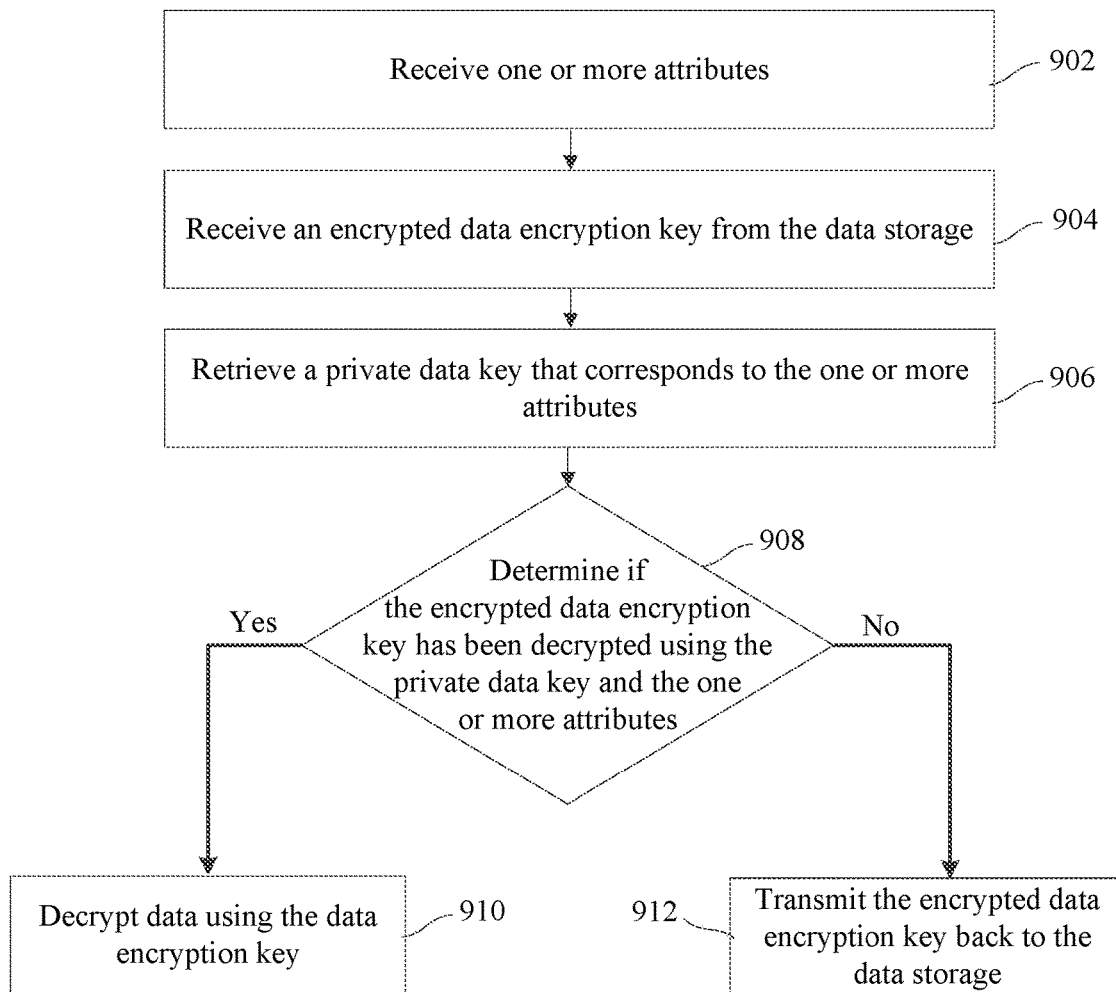 Receive one or more attributes
902
Receive an encrypted data encryption key from the data storage
904
Retrieve a private data key that corresponds to the one or more
attributes
906
908
Determine if
the encrypted data encryption
key has been decrypted using the
private data key and the one
or more attributes
Yes
No
Decrypt data using the data
encryption key
910
912
Transmit the encrypted data
encryption key back to the
data storage